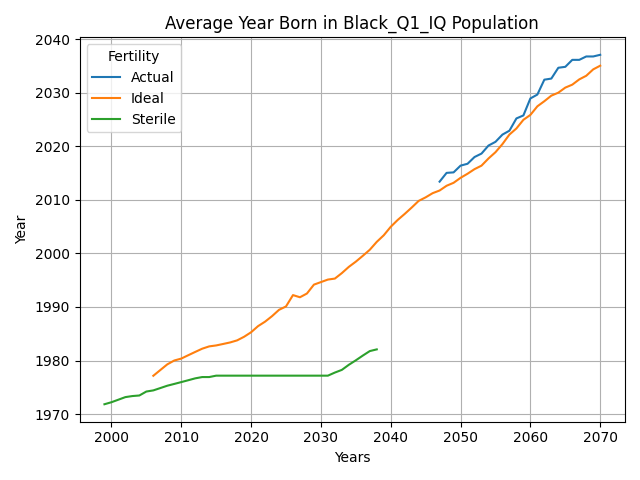 Average Year Born in Black_Q1_IQ Population
Year
2040
2030
2020
2010
2000
1990
1980
1970
Fertility
Actual
Ideal
Sterile
2000 2010 2020 2030 2040 2050 2060 2070
Years